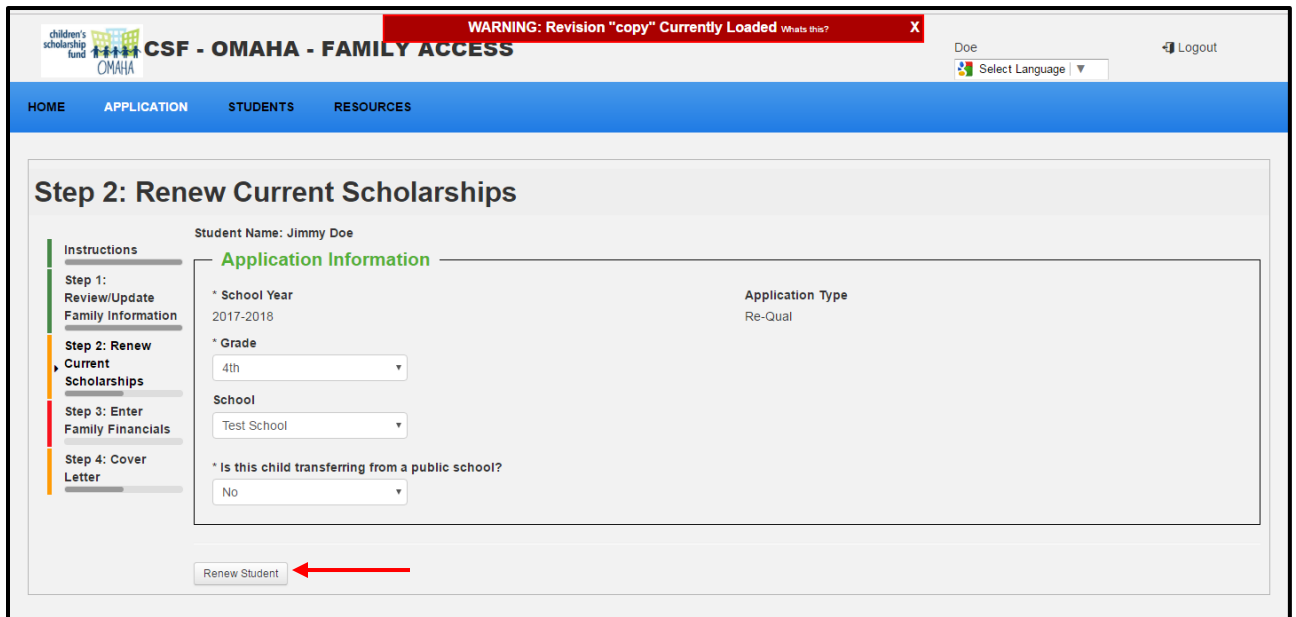 WARNING: Revision "copy" Currently Loaded Whats this? X
children's
scholarship
fund
OMAHA
CSF - OMAHA - FAMILY ACCESS
Doe
Logout
Select Language ▼
HOME APPLICATION STUDENTS RESOURCES
Step 2: Renew Current Scholarships
Instructions
Step 1:
Review/Update
Family Information
Step 2: Renew
Current
Scholarships
Step 3: Enter
Family Financials
Step 4: Cover
Letter
Student Name: Jimmy Doe
Application Information
* School Year
2017-2018
Application Type
Re-Qual
* Grade
4th
School
Test School
* Is this child transferring from a public school?
No
Renew Student